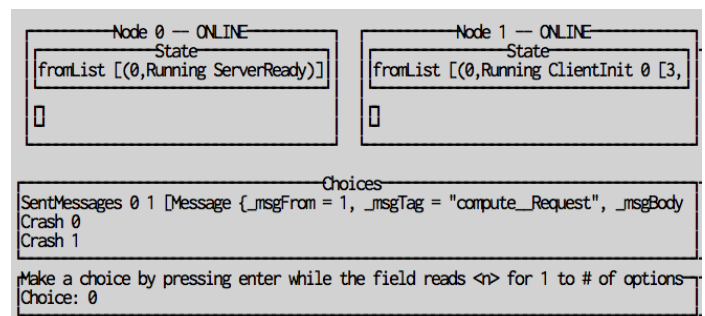 Node 0 -- ONLINE
State
fromList [(0,Running ServerReady)]
[]
Node 1 -- ONLINE
State
fromList [(0,Running ClientInit 0 [3,
[]
Choices
SentMessages 0 1 [Message {_msgFrom = 1, _msgTag = "compute__Request", _msgBody
Crash 0
Crash 1
Make a choice by pressing enter while the field reads <n> for 1 to # of options
Choice: 0